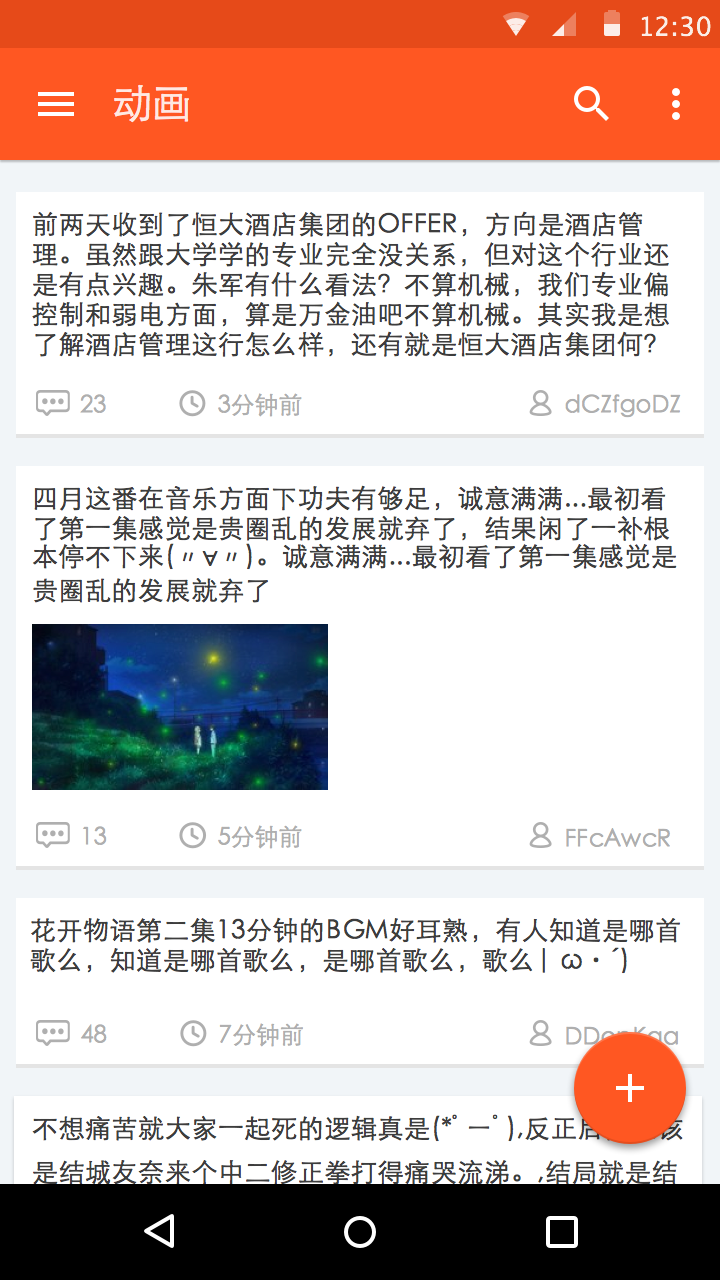 12:30
动画
前两天收到了恒大酒店集团的OFFER，方向是酒店管
理。虽然跟大学学的专业完全没关系，但对这个行业还
是有点兴趣。朱军有什么看法？不算机械，我们专业偏
控制和弱电方面，算是万金油吧不算机械。其实我是想
了解酒店管理这行怎么样，还有就是恒大酒店集团何？
23 3分钟前 dCZfgoDZ
四月这番在音乐方面下功夫有够足，诚意满满...最初看
了第一集感觉是贵圈乱的发展就弃了，结果闲了一补根
本停不下来(〃∀〃)。诚意满满...最初看了第一集感觉是
贵圈乱的发展就弃了
13 5分钟前 FFcAwcR
花开物语第二集13分钟的BGM好耳熟，有人知道是哪首
歌么，知道是哪首歌么，是哪首歌么，歌么| ω・´)
48 7分钟前
不想痛苦就大家一起死的逻辑真是(*ﾟーﾟ),反正后 该
是结城友奈来个中二修正拳打得痛哭流涕。,结局就是结